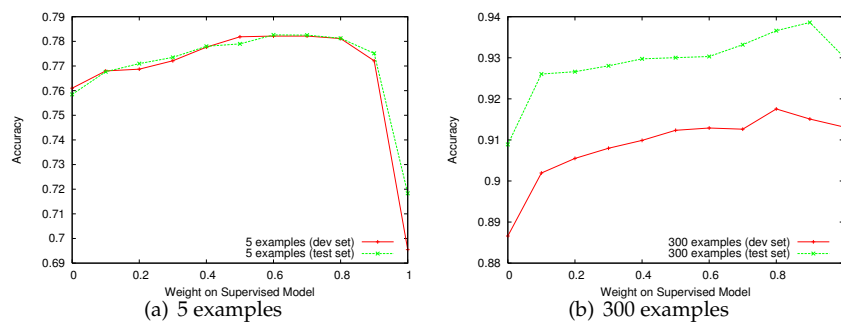 0.79
0.78
0.77
0.76
0.75
0.74
0.73
0.72
0.71
0.7
0.69
Accuracy
0 0.2 0.4 0.6 0.8 1
Weight on Supervised Model
5 examples (dev set)
5 examples (test set)
(a) 5 examples
0.94
0.93
0.92
0.91
0.9
0.89
0.88
Accuracy
0 0.2 0.4 0.6 0.8
Weight on Supervised Model
300 examples (dev set)
300 examples (test set)
(b) 300 examples